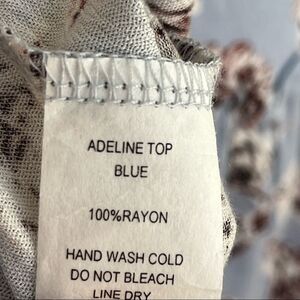 ADELINE TOP
BLUE
100%RAYON
HAND WASH COLD
DO NOT BLEACH
LINE DRY